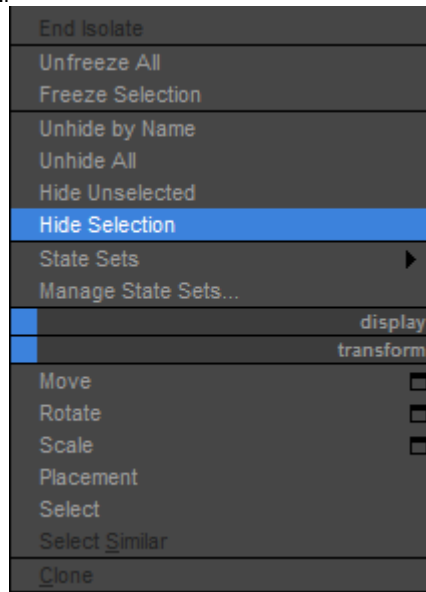 End Isolate
Unfreeze All
Freeze Selection
Unhide by Name
Unhide All
Hide Unselected
Hide Selection
State Sets
Manage State Sets...
display
transform
Move
Rotate
Scale
Placement
Select
Select Similar
Clone